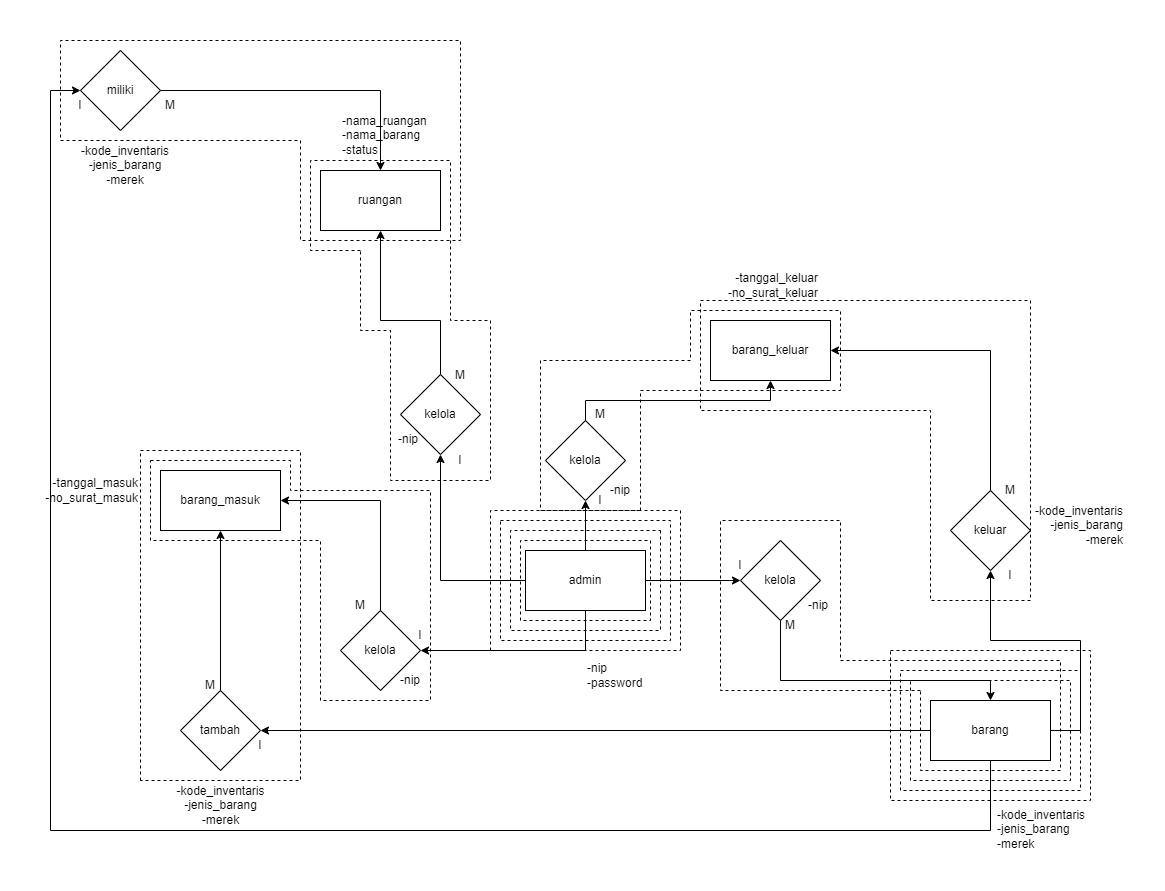 miliki
I
M
-kode_inventaris
-jenis_barang
-merek
-nama_ruangan
-nama_barang
-status
ruangan
M
kelola
-nip
I
-tanggal_keluar
-no_surat_keluar
barang_keluar
M
kelola
-nip
I
M
keluar
I
-kode_inventaris
-jenis_barang
-merek
-tanggal_masuk
-no_surat_masuk
barang_masuk
admin
I
kelola
-nip
M
M
I
kelola
-nip
-nip
-password
M
tambah
I
barang
-kode_inventaris
-jenis_barang
-merek
-kode_inventaris
-jenis_barang
-merek